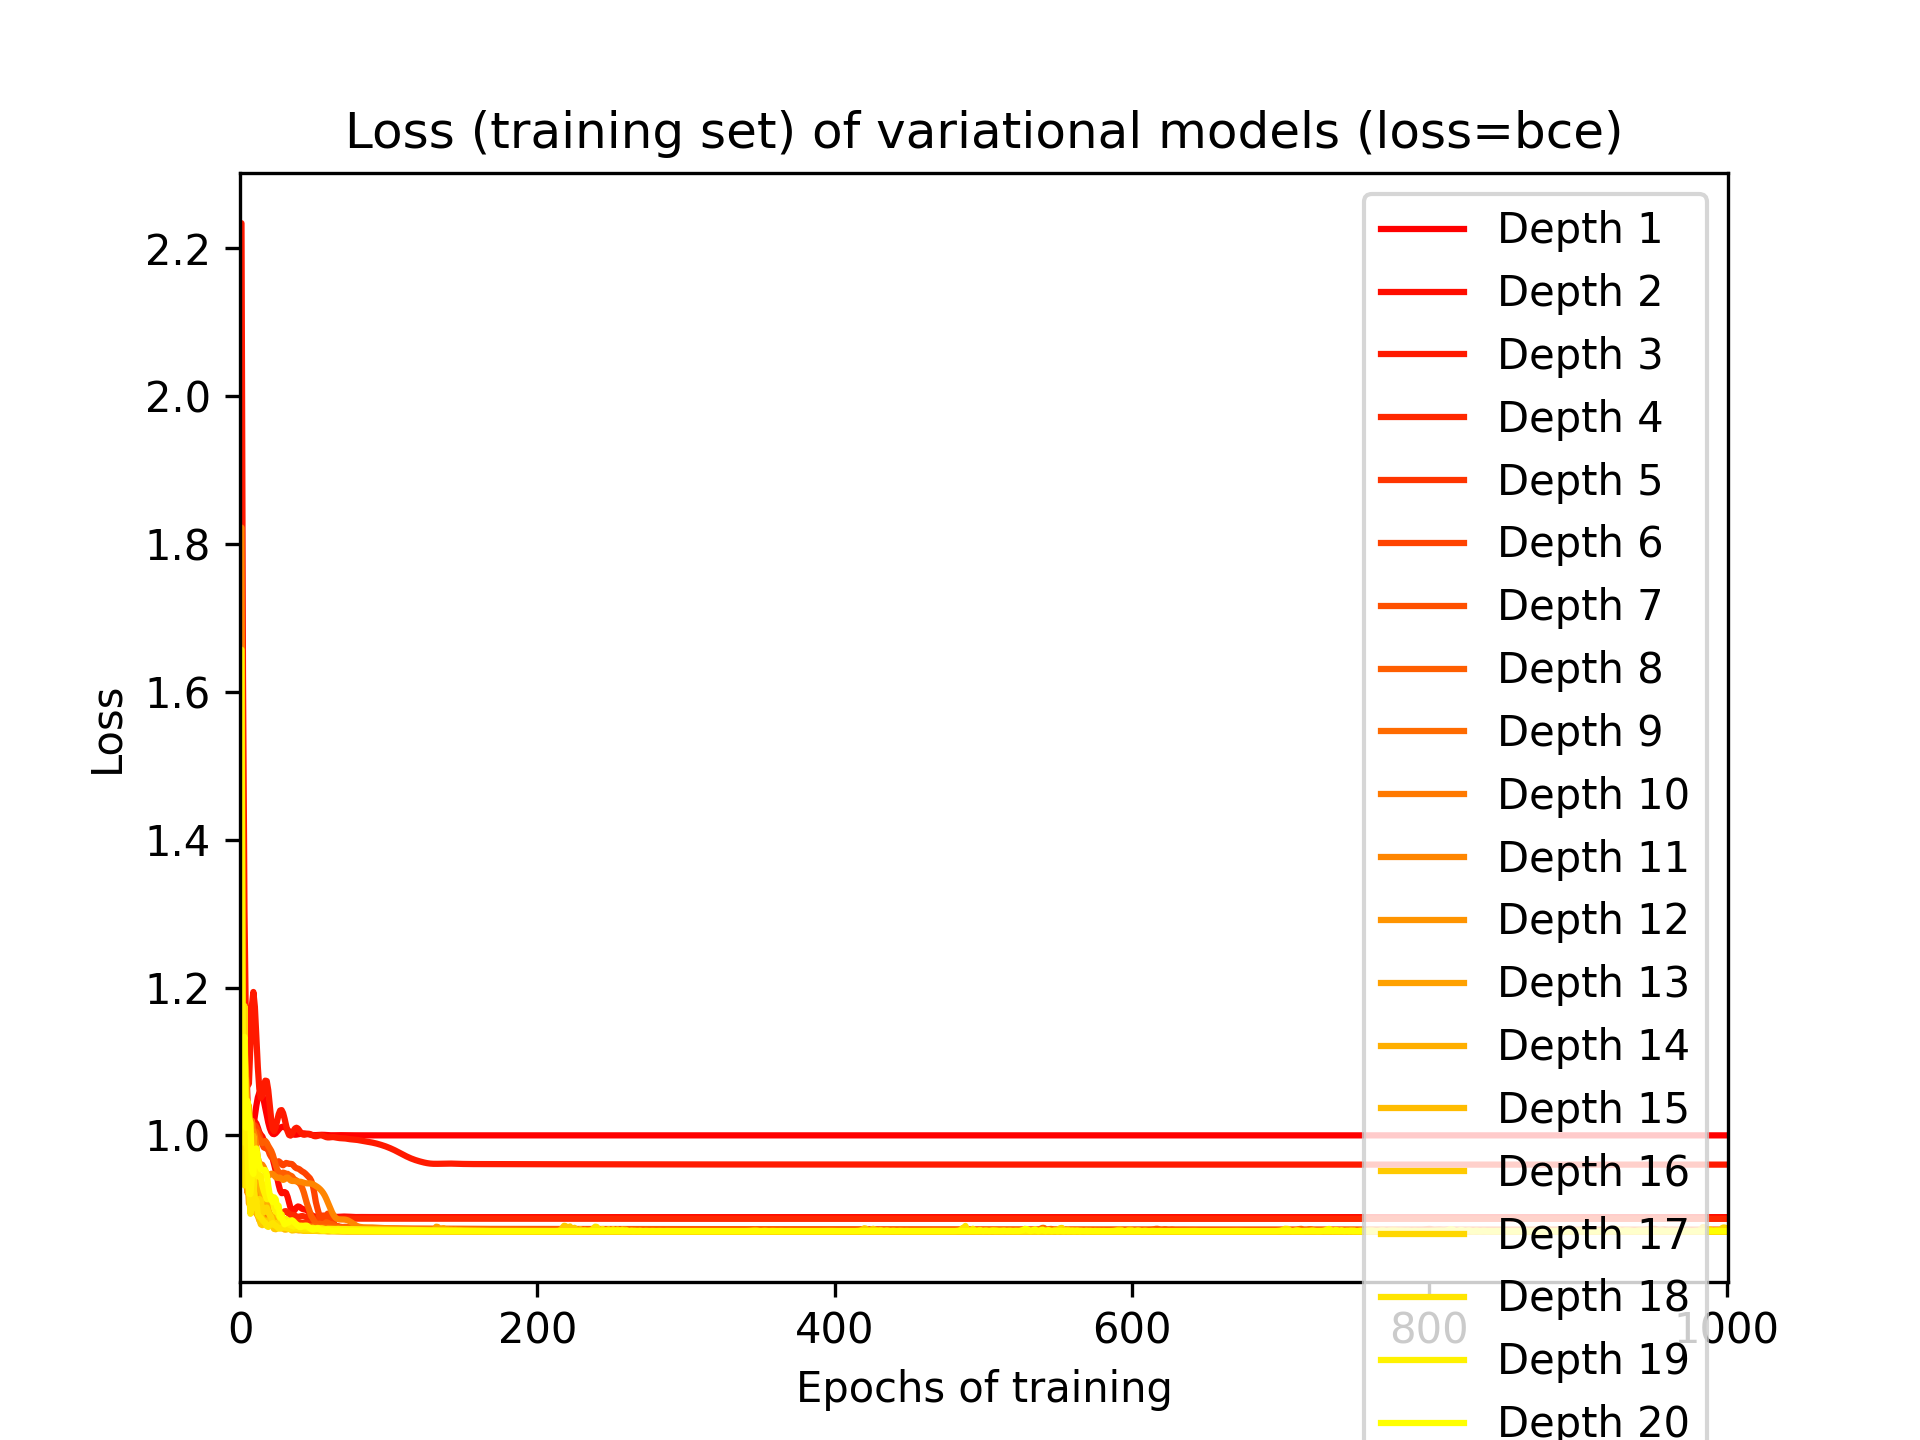 Loss (training set) of variational models (loss=bce)
2.2
2.0
1.8
1.6
1.4
1.2
1.0
Loss
0 200 400 600 800 1000
Epochs of training
Depth 1
Depth 2
Depth 3
Depth 4
Depth 5
Depth 6
Depth 7
Depth 8
Depth 9
Depth 10
Depth 11
Depth 12
Depth 13
Depth 14
Depth 15
Depth 16
Depth 17
Depth 18
Depth 19
Depth 20